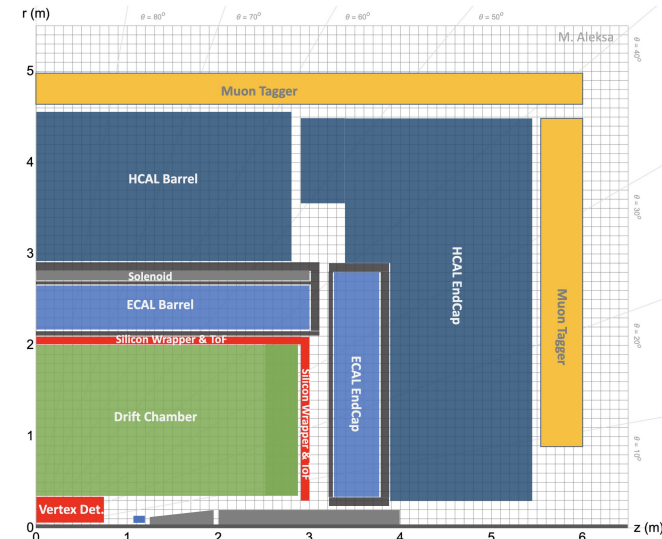 r (m)
θ = 80°
θ = 70°
θ = 60°
θ = 50°
M. Aleksa
θ = 40°
5
Muon Tagger
4
HCAL Barrel
θ = 30°
3
HCAL EndCap
Solenoid
ECAL Barrel
Muon Tagger
2
Silicon Wrapper & ToF
θ = 20°
Silicon Wrapper & ToF
ECAL EndCap
Drift Chamber
1
θ = 10°
Vertex Det.
0
0
1
2
3
4
5
6
z (m)